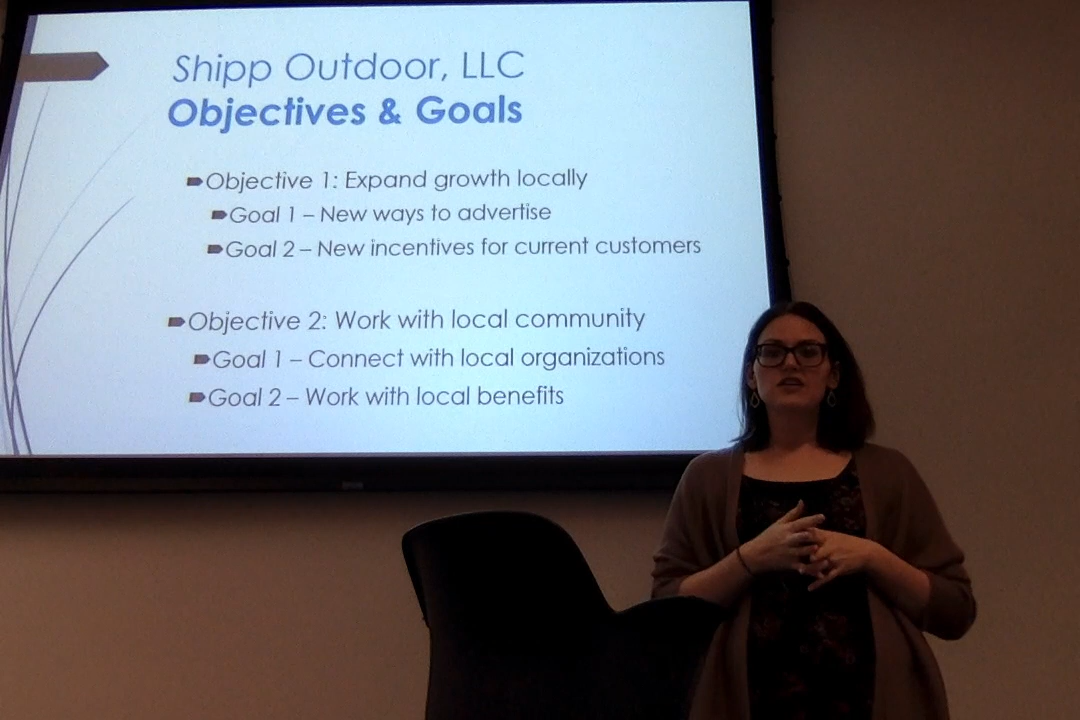 Shipp Outdoor, LLC
Objectives & Goals
Objective 1: Expand growth locally
Goal 1 – New ways to advertise
Goal 2 – New incentives for current customers
Objective 2: Work with local community
Goal 1 – Connect with local organizations
Goal 2 – Work with local benefits